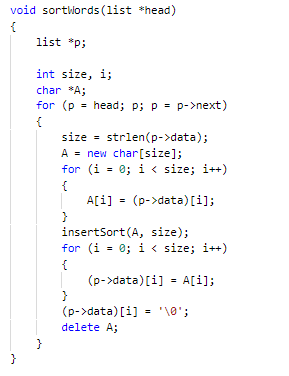 void sortWords(list *head)
{
    list *p;

    int size, i;
    char *A;
    for (p = head; p; p = p->next)
    {
        size = strlen(p->data);
        A = new char[size];
        for (i = 0; i < size; i++)
        {
            A[i] = (p->data)[i];
        }
        insertSort(A, size);
        for (i = 0; i < size; i++)
        {
            (p->data)[i] = A[i];
        }
        (p->data)[i] = '\0';
        delete A;
    }
}